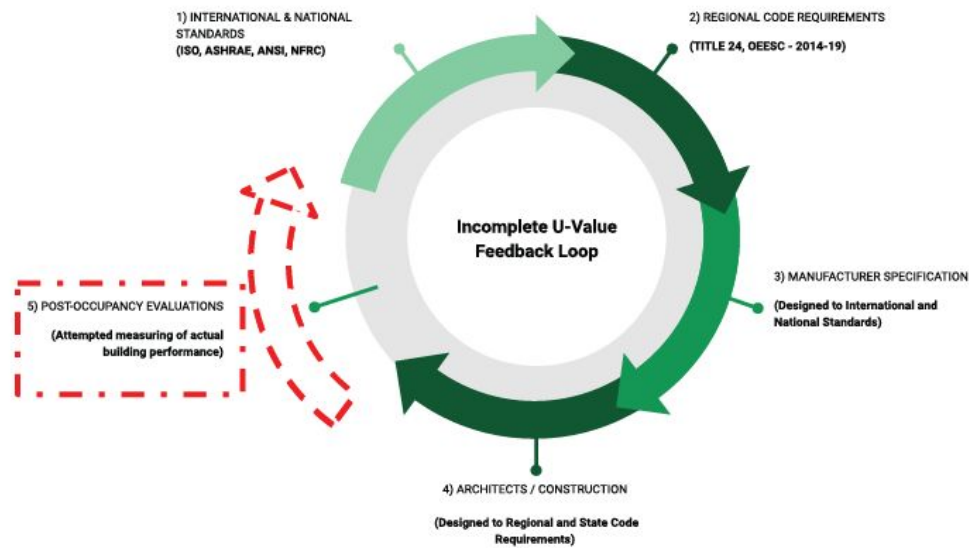 1) INTERNATIONAL & NATIONAL
STANDARDS
(ISO, ASHRAE, ANSI, NFRC)
2) REGIONAL CODE REQUIREMENTS
(TITLE 24, OEESC - 2014-19)
Incomplete U-Value
Feedback Loop
3) MANUFACTURER SPECIFICATION
(Designed to International and
National Standards)
4) ARCHITECTS / CONSTRUCTION
(Designed to Regional and State Code
Requirements)
5) POST-OCCUPANCY EVALUATIONS
(Attempted measuring of actual
building performance)